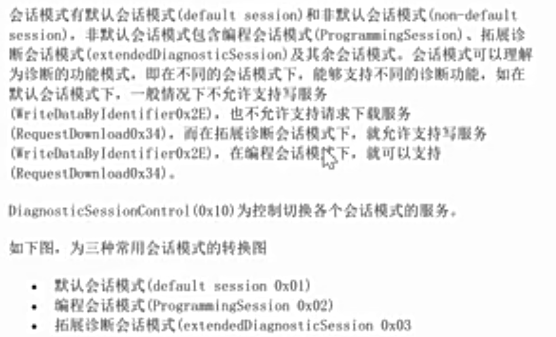 会话模式有默认会话模式(default session)和非默认会话模式(non-default
session), 非默认会话模式包含编程会话模式(ProgrammingSession)、拓展诊
断会话模式(extendedDiagnosticSession)及其余会话模式。会话模式可以理解
为诊断的功能模式，即在不同的会话模式下，能够支持不同的诊断功能，如在
默认会话模式下，一般情况下不允许支持写服务
(WriteDataByIdentifier0x2E)，也不允许支持请求下载服务
(RequestDownload0x34)，而在拓展诊断会话模式下，就允许支持写服务
(WriteDataByIdentifier0x2E)，在编程会话模式下，就可以支持
(RequestDownload0x34)。
DiagnosticSessionControl(0x10)为控制切换各个会话模式的服务。
如下图，为三种常用会话模式的转换图
• 默认会话模式(default session 0x01)
• 编程会话模式(ProgrammingSession 0x02)
• 拓展诊断会话模式(extendedDiagnosticSession 0x03